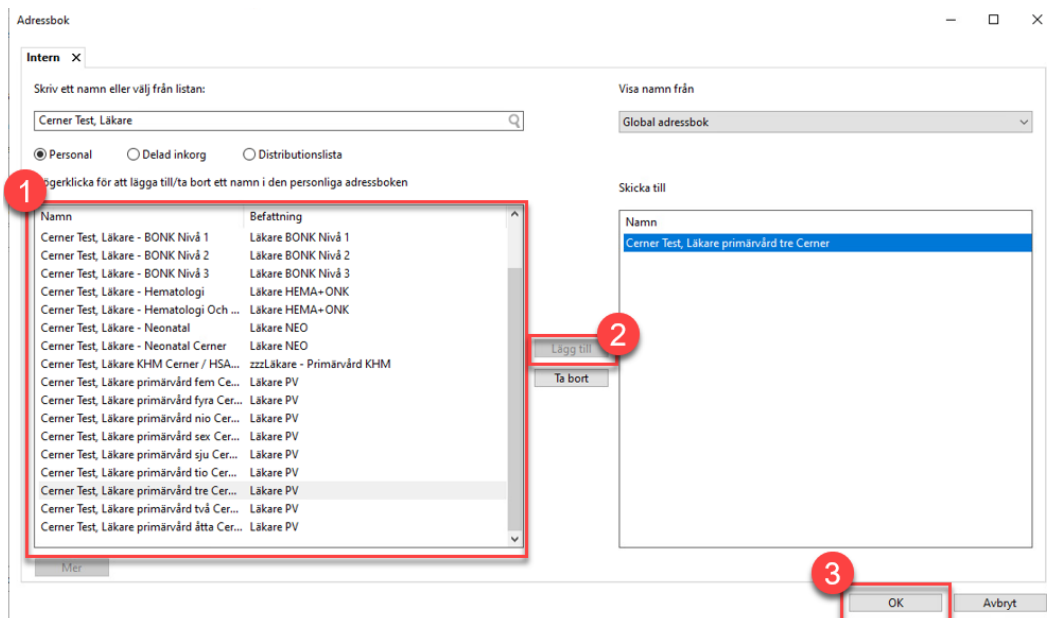 Adressbok
Intern X
Skriv ett namn eller välj från listan:
Visa namn från
Cerner Test, Läkare
Global adressbok
Personal Delad inkorg Distributionslista
ögerklicka för att lägga till/ta bort ett namn i den personliga adressboken
1
Skicka till
Namn Befattning
Namn
Cerner Test, Läkare - BONK Nivå 1 Läkare BONK Nivå 1
Cerner Test, Läkare primärvård tre Cerner
Cerner Test, Läkare - BONK Nivå 2 Läkare BONK Nivå 2
Cerner Test, Läkare - BONK Nivå 3 Läkare BONK Nivå 3
Cerner Test, Läkare - Hematologi Läkare HEMA+ONK
Cerner Test, Läkare - Hematologi Och ... Läkare HEMA+ONK
Cerner Test, Läkare - Neonatal Läkare NEO
2
Cerner Test, Läkare - Neonatal Cerner Läkare NEO
Lägg till
Cerner Test, Läkare KHM Cerner / HSA... zzzLäkare - Primärvård KHM
Cerner Test, Läkare primärvård fem Ce... Läkare PV
Ta bort
Cerner Test, Läkare primärvård fyra Cer... Läkare PV
Cerner Test, Läkare primärvård nio Cer... Läkare PV
Cerner Test, Läkare primärvård sex Cer... Läkare PV
Cerner Test, Läkare primärvård sju Cer... Läkare PV
Cerner Test, Läkare primärvård tio Cer... Läkare PV
Cerner Test, Läkare primärvård tre Cer... Läkare PV
Cerner Test, Läkare primärvård två Cer... Läkare PV
Cerner Test, Läkare primärvård åtta Cer... Läkare PV
Mer
3
OK Avbryt